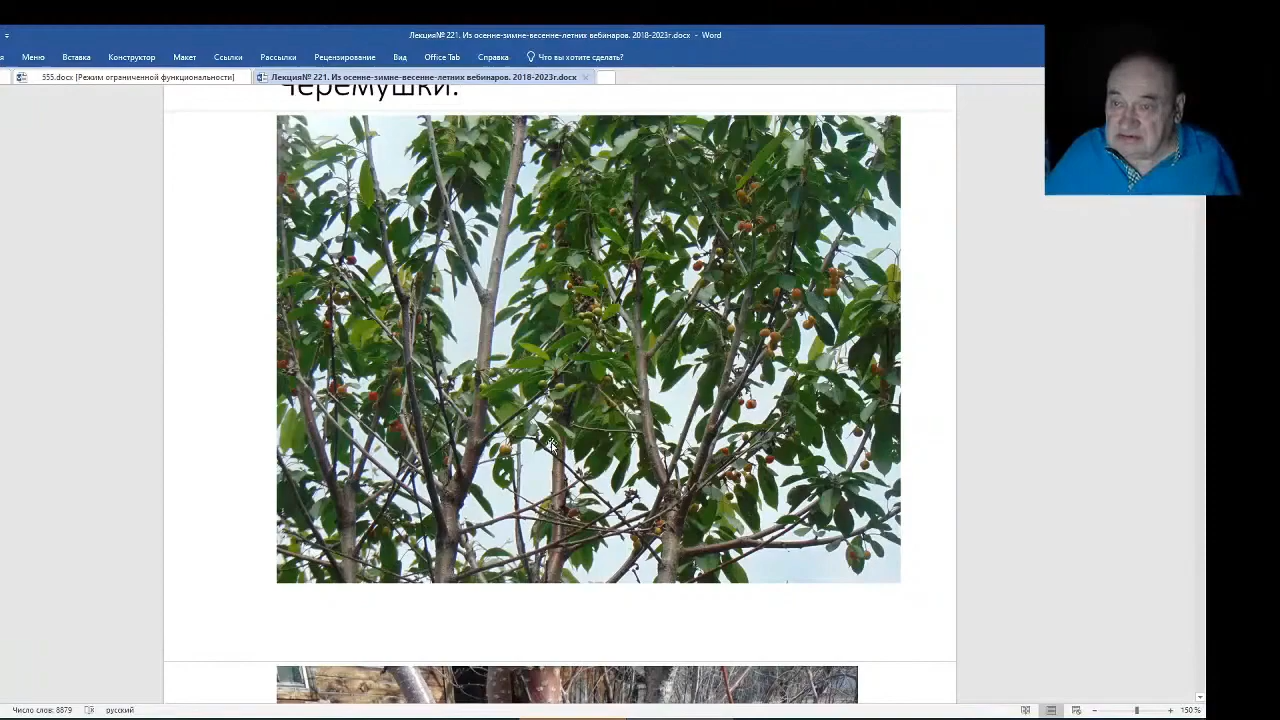 Лекция№ 221. Из осенне-зимне-весенне-летних вебинаров. 2018-2023г.docx - Word
я Меню Вставка Конструктор Макет Ссылки Рассылки Рецензирование Вид Office Tab Справка Что вы хотите сделать?
555.docx [Режим ограниченной функциональности] Лекция№ 221. Из осенне-зимне-весенне-летних вебинаров. 2018-2023г.docx
Черемушки.
Число слов: 8879 русский 150 %